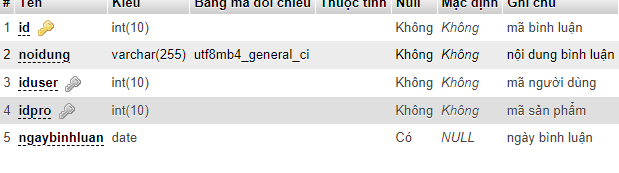 # Tên Kiểu Bảng mã đối chiếu Thuộc tính Null Mặc định Ghi chú
1 id int(10) Không Không mã bình luận
2 noidung varchar(255) utf8mb4_general_ci Không Không nội dung bình luận
3 iduser int(10) Không Không mã người dùng
4 idpro int(10) Không Không mã sản phẩm
5 ngaybinhluan date Có NULL ngày bình luận